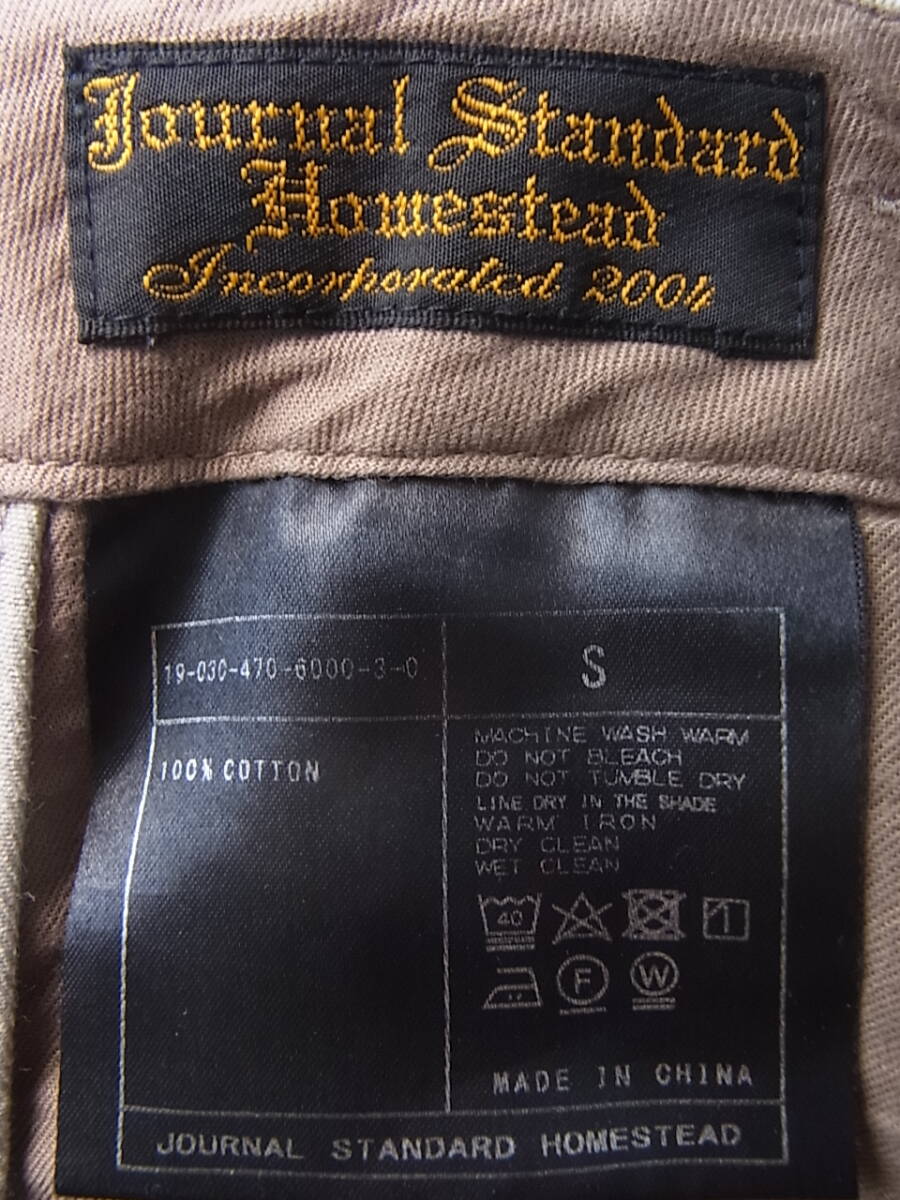 Journal Standard
Homestead
Incorporated 2004
19-030-470-6000-3-0
S
100% COTTON
MACHINE WASH WARM
DO NOT BLEACH
DO NOT TUMBLE DRY
LINE DRY IN THE SHADE
WARM IRON
DRY CLEAN
WET CLEAN
40
F W
MADE IN CHINA
JOURNAL STANDARD HOMESTEAD